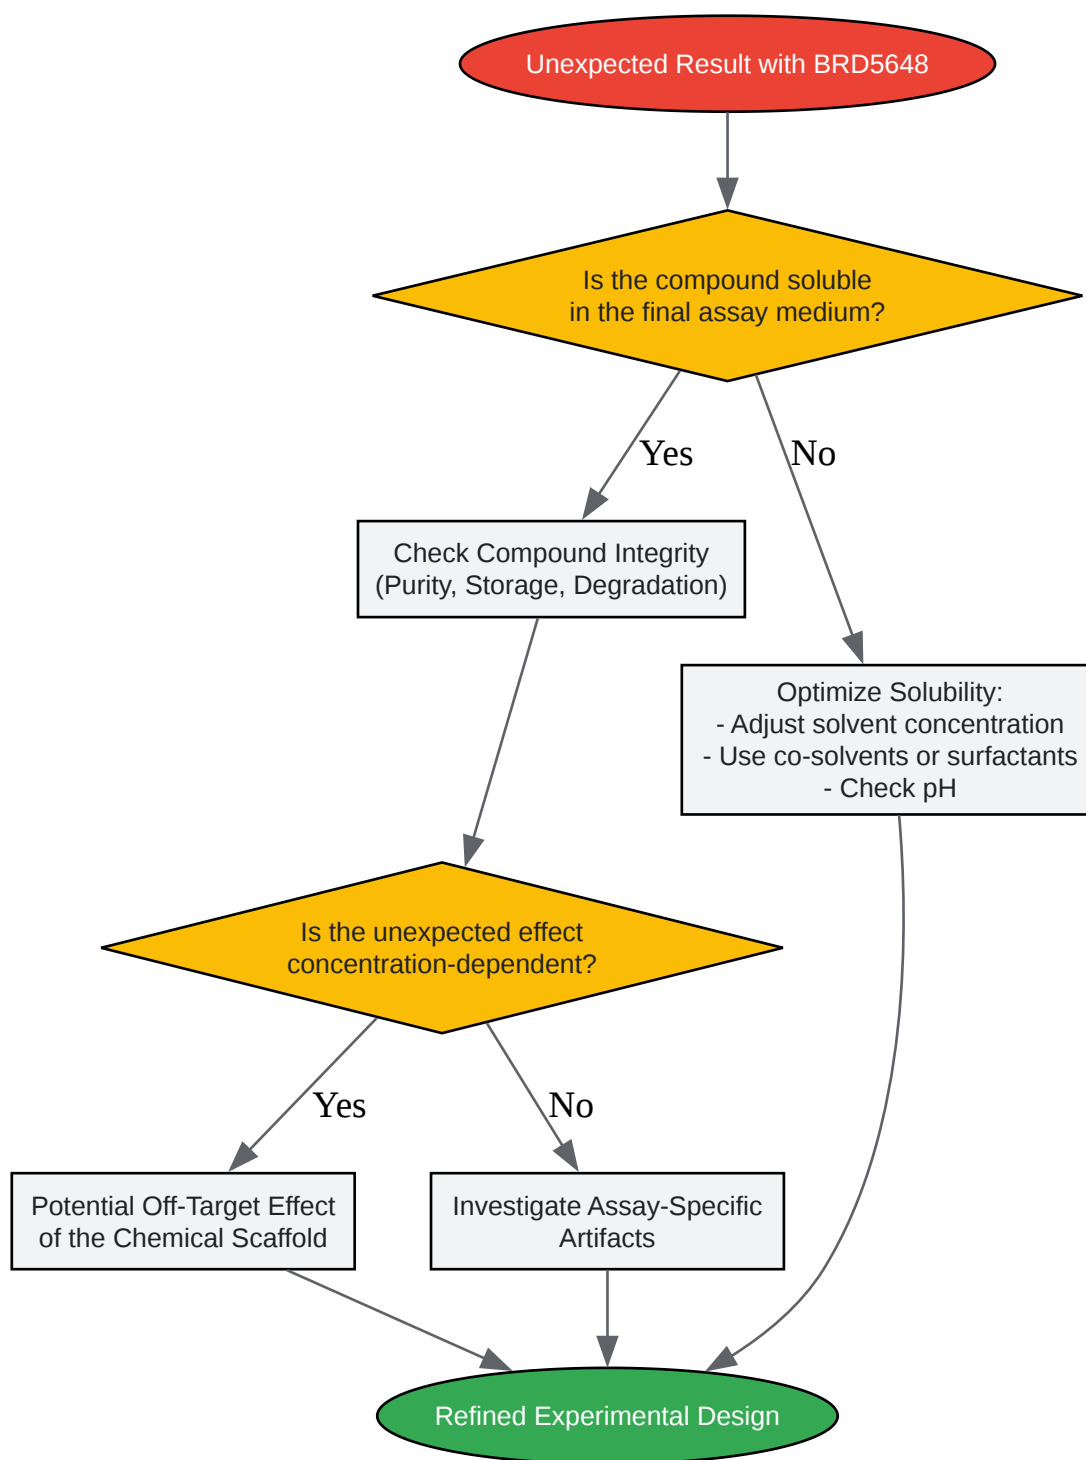 Unexpected Result with BRD5648
Is the compound soluble
in the final assay medium?
Yes
No
Check Compound Integrity
(Purity, Storage, Degradation)
Optimize Solubility:
- Adjust solvent concentration
- Use co-solvents or surfactants
- Check pH
Is the unexpected effect
concentration-dependent?
Yes
No
Potential Off-Target Effect
of the Chemical Scaffold
Investigate Assay-Specific
Artifacts
Refined Experimental Design